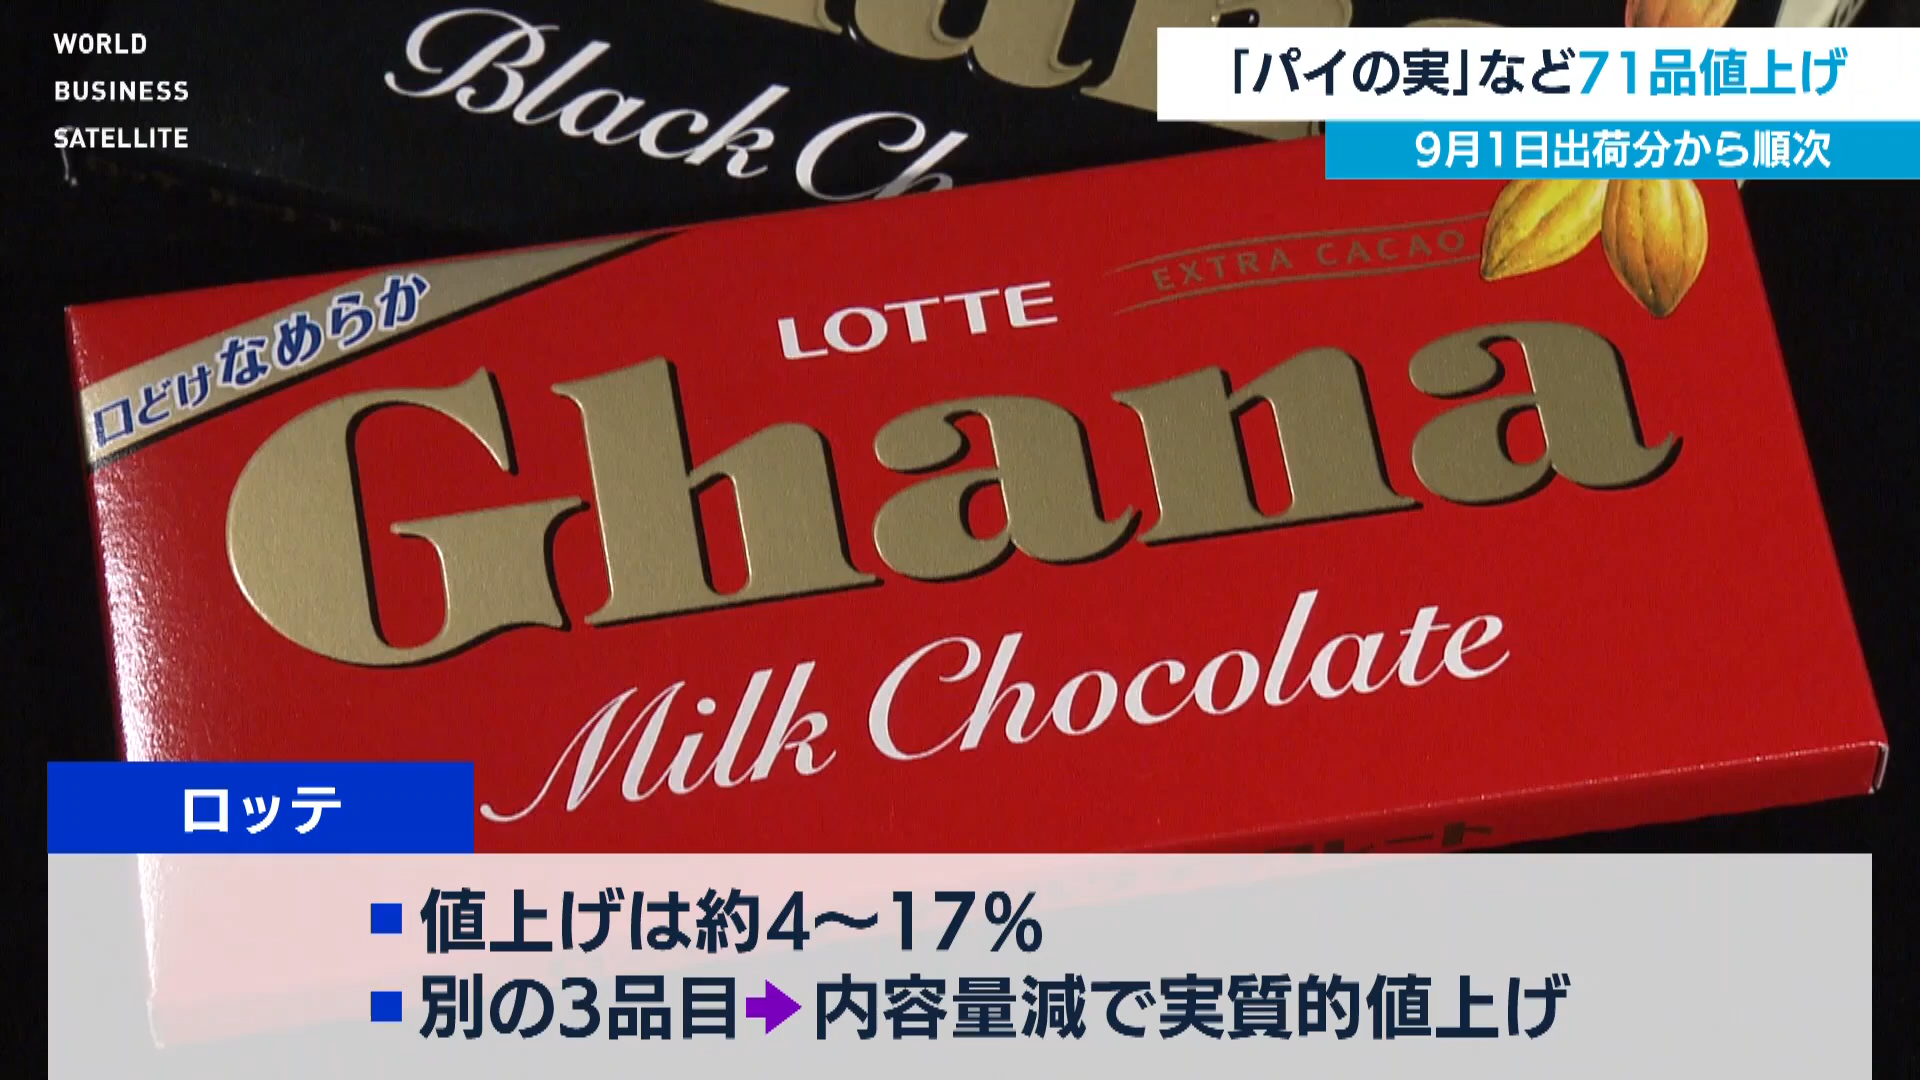 WORLD
BUSINESS
SATELLITE
「パイの実」など71品値上げ
9月1日出荷分から順次
Black Ch
EXTRA CACAO
LOTTE
口どけなめらか
Ghana
Milk Chocolate
ロッテ
■ 値上げは約4～17%
■ 別の3品目➡内容量減で実質的値上げ